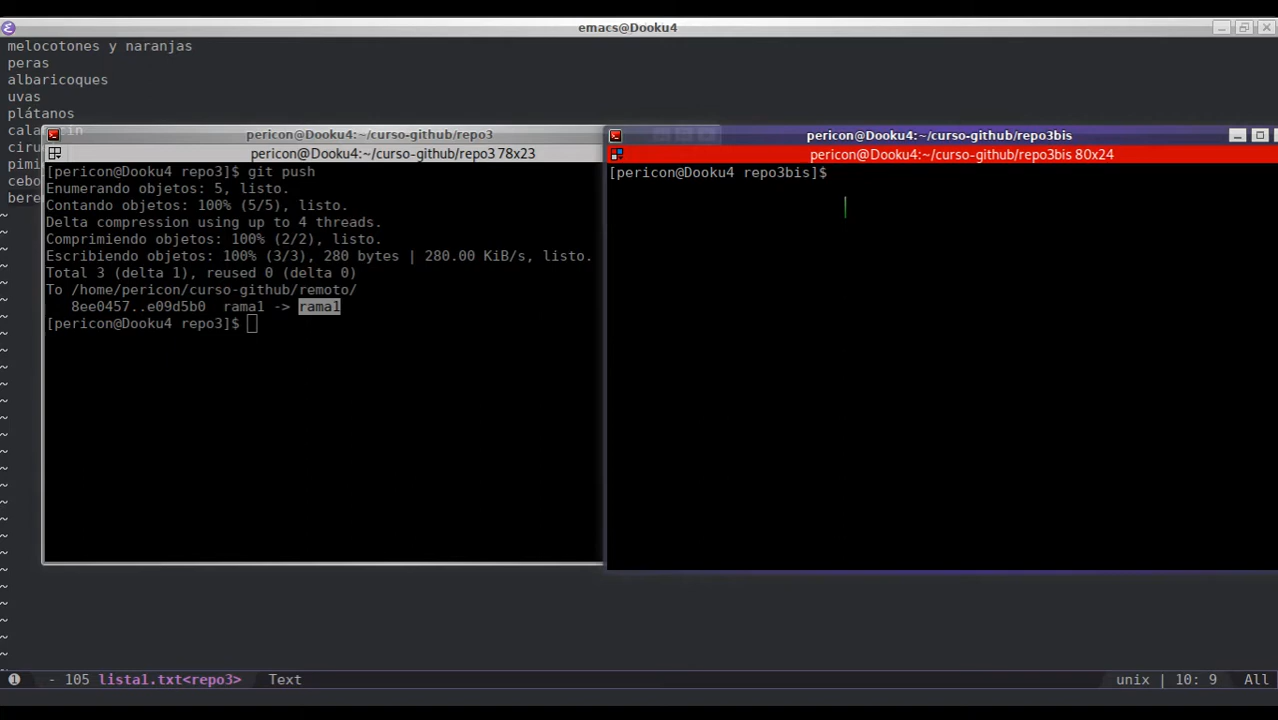 emacs@Dooku4
melocotones y naranjas
peras
albaricoques
uvas
plátanos
pericon@Dooku4:~/curso-github/repo3
pericon@Dooku4:~/curso-github/repo3 78x23
[pericon@Dooku4 repo3]$ git push
Enumerando objetos: 5, listo.
Contando objetos: 100% (5/5), listo.
Delta compression using up to 4 threads.
Comprimiendo objetos: 100% (2/2), listo.
Escribiendo objetos: 100% (3/3), 280 bytes | 280.00 KiB/s, listo.
Total 3 (delta 1), reused 0 (delta 0)
To /home/pericon/curso-github/remoto/
8ee0457..e09d5b0 rama1 -> rama1
[pericon@Dooku4 repo3]$
pericon@Dooku4:~/curso-github/repo3bis
pericon@Dooku4:~/curso-github/repo3bis 80x24
[pericon@Dooku4 repo3bis]$
- 105 lista1.txt<repo3> Text
unix | 10: 9 All